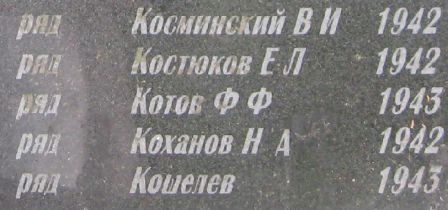 ряд Косминский В И 1942
ряд Костюков Е Л 1942
ряд Котов Ф Ф 1943
ряд Коханов Н А 1942
ряд Кошелев 1943